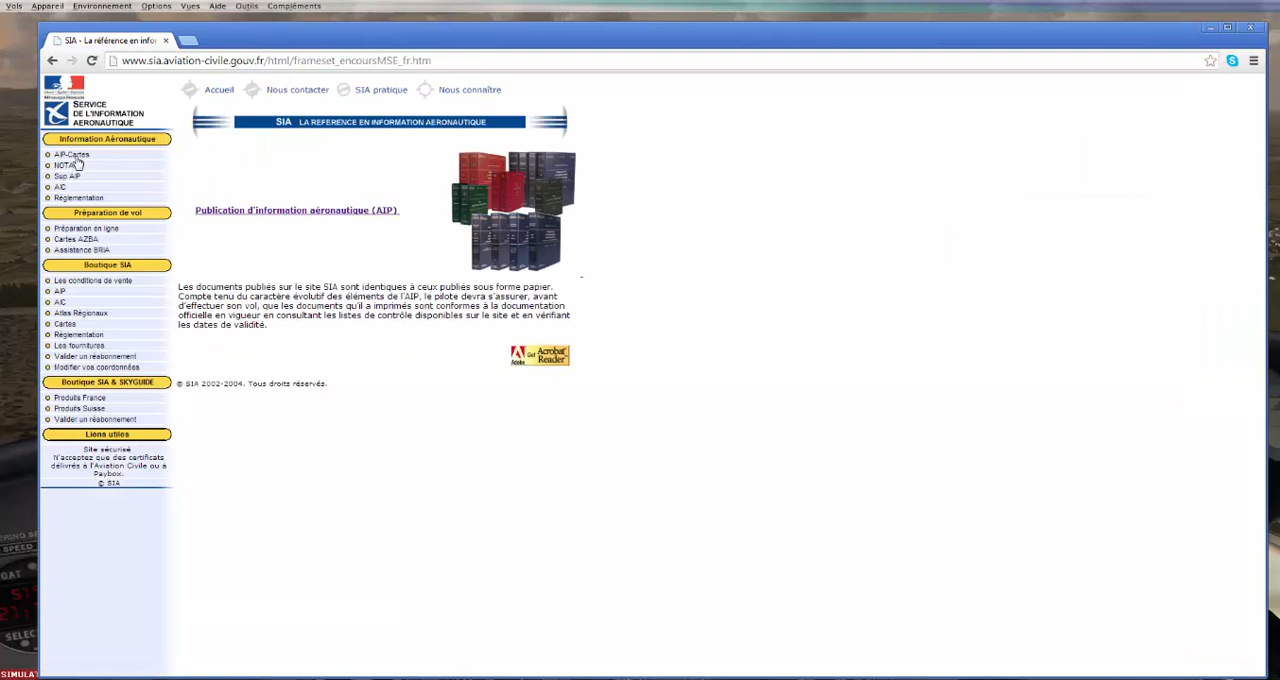 Vols Appareil Environnement Options Vues Aide Outils Compléments
SIA - La référence en infor
www.sia.aviation-civile.gouv.fr/html/frameset_encoursMSE_fr.htm
SERVICE
DE L'INFORMATION
AERONAUTIQUE
Accueil Nous contacter SIA pratique Nous connaître
SIA LA REFERENCE EN INFORMATION AERONAUTIQUE
Information Aéronautique
AIP-Cartes
Sup AIP
AIC
Règlementation
Préparation de vol
Préparation en ligne
Cartes AZBA
Assistance BRIA
Boutique SIA
Les conditions de vente
AIP
AIC
Atlas Régionaux
Cartes
Règlementation
Les fournitures
Valider un réabonnement
Modifier vos coordonnées
Boutique SIA & SKYGUIDE
Produits France
Produits Suisse
Valider un réabonnement
Liens utiles
Site sécurisé
N'acceptez que des certificats
délivrés à l'Aviation Civile ou à
Paybox.
© SIA
Publication d'information aéronautique (AIP)
Les documents publiés sur le site SIA sont identiques à ceux publiés sous forme papier.
Compte tenu du caractère évolutif des éléments de l'AIP, le pilote devra s'assurer, avant
d'effectuer son vol, que les documents qu'il a imprimés sont conformes à la documentation
officielle en vigueur en consultant les listes de contrôle disponibles sur le site et en vérifiant
les dates de validité.
Get Acrobat
Adobe Reader
© SIA 2002-2004. Tous droits réservés.
SPEED